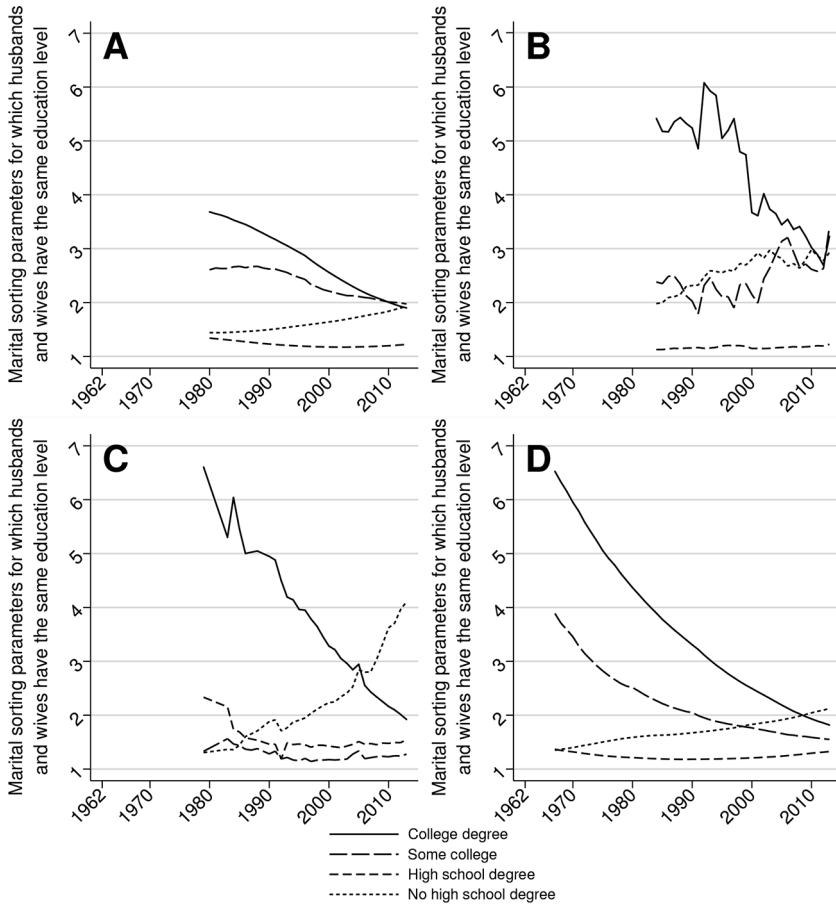 Marital sorting parameters for which husbands
and wives have the same education level
A
7
6
5
4
3
2
1
1962 1970 1980 1990 2000 2010
Marital sorting parameters for which husbands
and wives have the same education level
B
7
6
5
4
3
2
1
1962 1970 1980 1990 2000 2010
Marital sorting parameters for which husbands
and wives have the same education level
C
7
6
5
4
3
2
1
1962 1970 1980 1990 2000 2010
Marital sorting parameters for which husbands
and wives have the same education level
D
7
6
5
4
3
2
1
1962 1970 1980 1990 2000 2010
College degree
Some college
High school degree
No high school degree